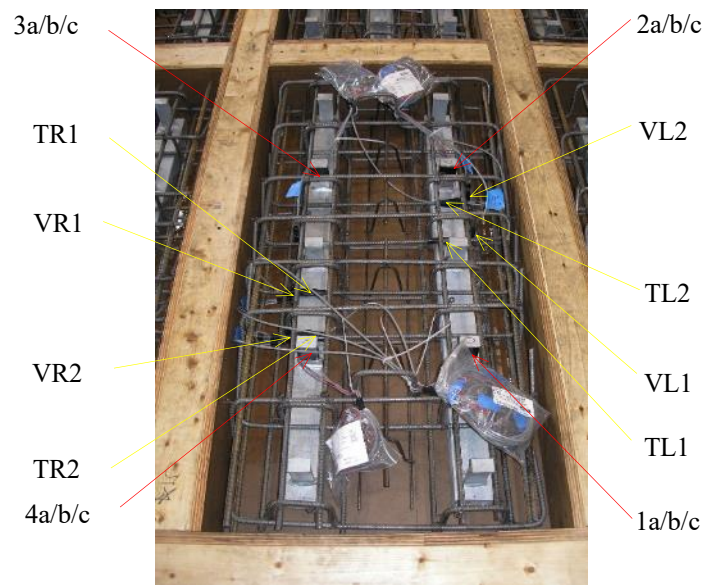 3a/b/c
2a/b/c
TR1
VL2
VR1
TL2
VR2
VL1
TR2
TL1
4a/b/c
1a/b/c